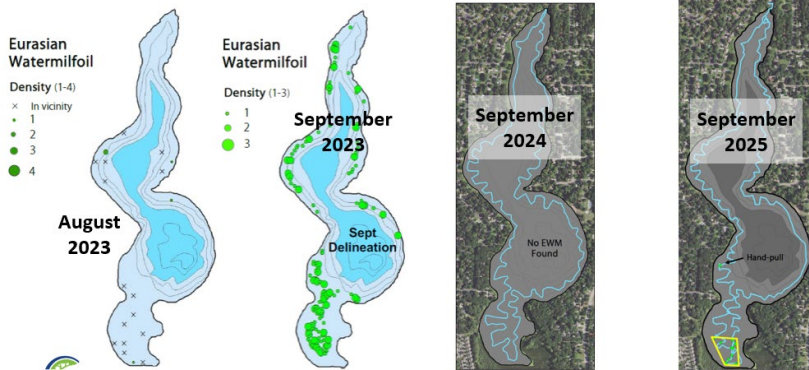 Eurasian
Watermilfoil
Density (1-4)
× In vicinity
1
2
3
4
August
2023
Eurasian
Watermilfoil
Density (1-3)
1
2
3
September
2023
Sept
Delineation
September
2024
No EWM
Found
September
2025
Hand-pull